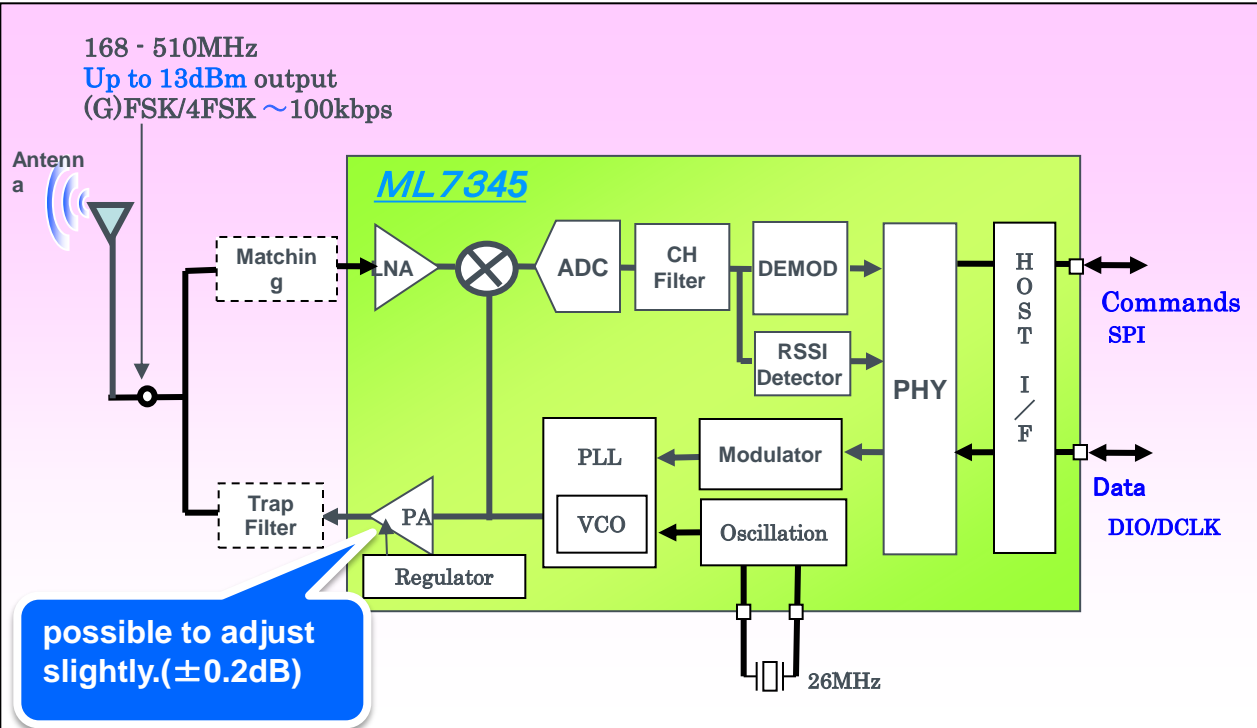 168 - 510MHz
Up to 13dBm output
(G)FSK/4FSK ～100kbps
Antenn
a
ML7345
Matchin
g
LNA
ADC
CH
Filter
DEMOD
RSSI
Detector
PHY
H
O
S
T
I
/
F
Commands
SPI
PLL
VCO
Modulator
Oscillation
Data
DIO/DCLK
Trap
Filter
PA
Regulator
possible to adjust
slightly.(±0.2dB)
26MHz